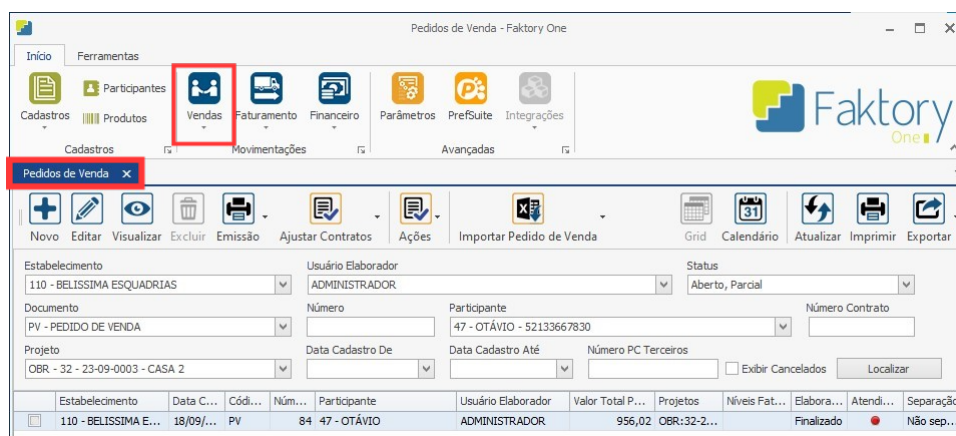 Pedidos de Venda - Faktory One
Início Ferramentas
Cadastros Participantes Produtos Vendas Faturamento Financeiro Parâmetros PrefSuite Integrações
Faktory One
Cadastros Movimentações Avançadas
Pedidos de Venda X
31
Novo Editar Visualizar Excluir Emissão Ajustar Contratos Ações Importar Pedido de Venda Grid Calendário Atualizar Imprimir Exportar
Estabelecimento Usuário Elaborador Status
110 - BELISSIMA ESQUADRIAS ADMINISTRADOR Aberto, Parcial
Documento Número Participante Número Contrato
PV - PEDIDO DE VENDA 47 - OTÁVIO - 52133667830
Projeto Data Cadastro De Data Cadastro Até Número PC Terceiros
OBR - 32 - 23-09-0003 - CASA 2 Exibir Cancelados Localizar
Estabelecimento Data C... Códi... Núm... Participante Usuário Elaborador Valor Total P... Projetos Níveis Fat... Elabora... Atendi... Separação
110 - BELISSIMA E... 18/09/... PV 84 47 - OTÁVIO ADMINISTRADOR 956,02 OBR:32-2... Finalizado Não sep...